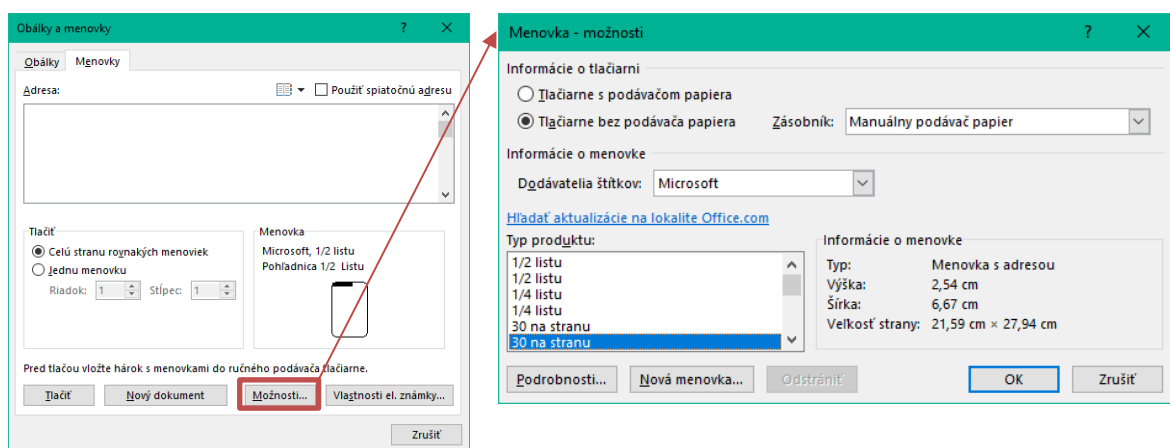 Obálky a menovky ? ×
Obálky Menovky
Adresa: Použiť spiatočnú adresu
Tlačiť
Celú stranu rovnakých menoviek
Jednu menovku
Riadok: 1 Stĺpec: 1
Menovka
Microsoft, 1/2 listu
Pohľadnica 1/2 Listu
Pred tlačou vložte hárok s menovkami do ručného podávača tlačiarne.
Tlačiť Nový dokument Možnosti... Vlastnosti el. známky...
Zrušiť
Menovka - možnosti ? ×
Informácie o tlačiarni
Tlačiarne s podávačom papiera
Tlačiarne bez podávača papiera Zásobník: Manuálny podávač papier
Informácie o menovke
Dodávatelia štítkov: Microsoft
Hľadať aktualizácie na lokalite Office.com
Typ produktu:
1/2 listu
1/2 listu
1/4 listu
1/4 listu
30 na stranu
30 na stranu
Informácie o menovke
Typ: Menovka s adresou
Výška: 2,54 cm
Šírka: 6,67 cm
Veľkosť strany: 21,59 cm × 27,94 cm
Podrobnosti... Nová menovka... Odstrániť OK Zrušiť